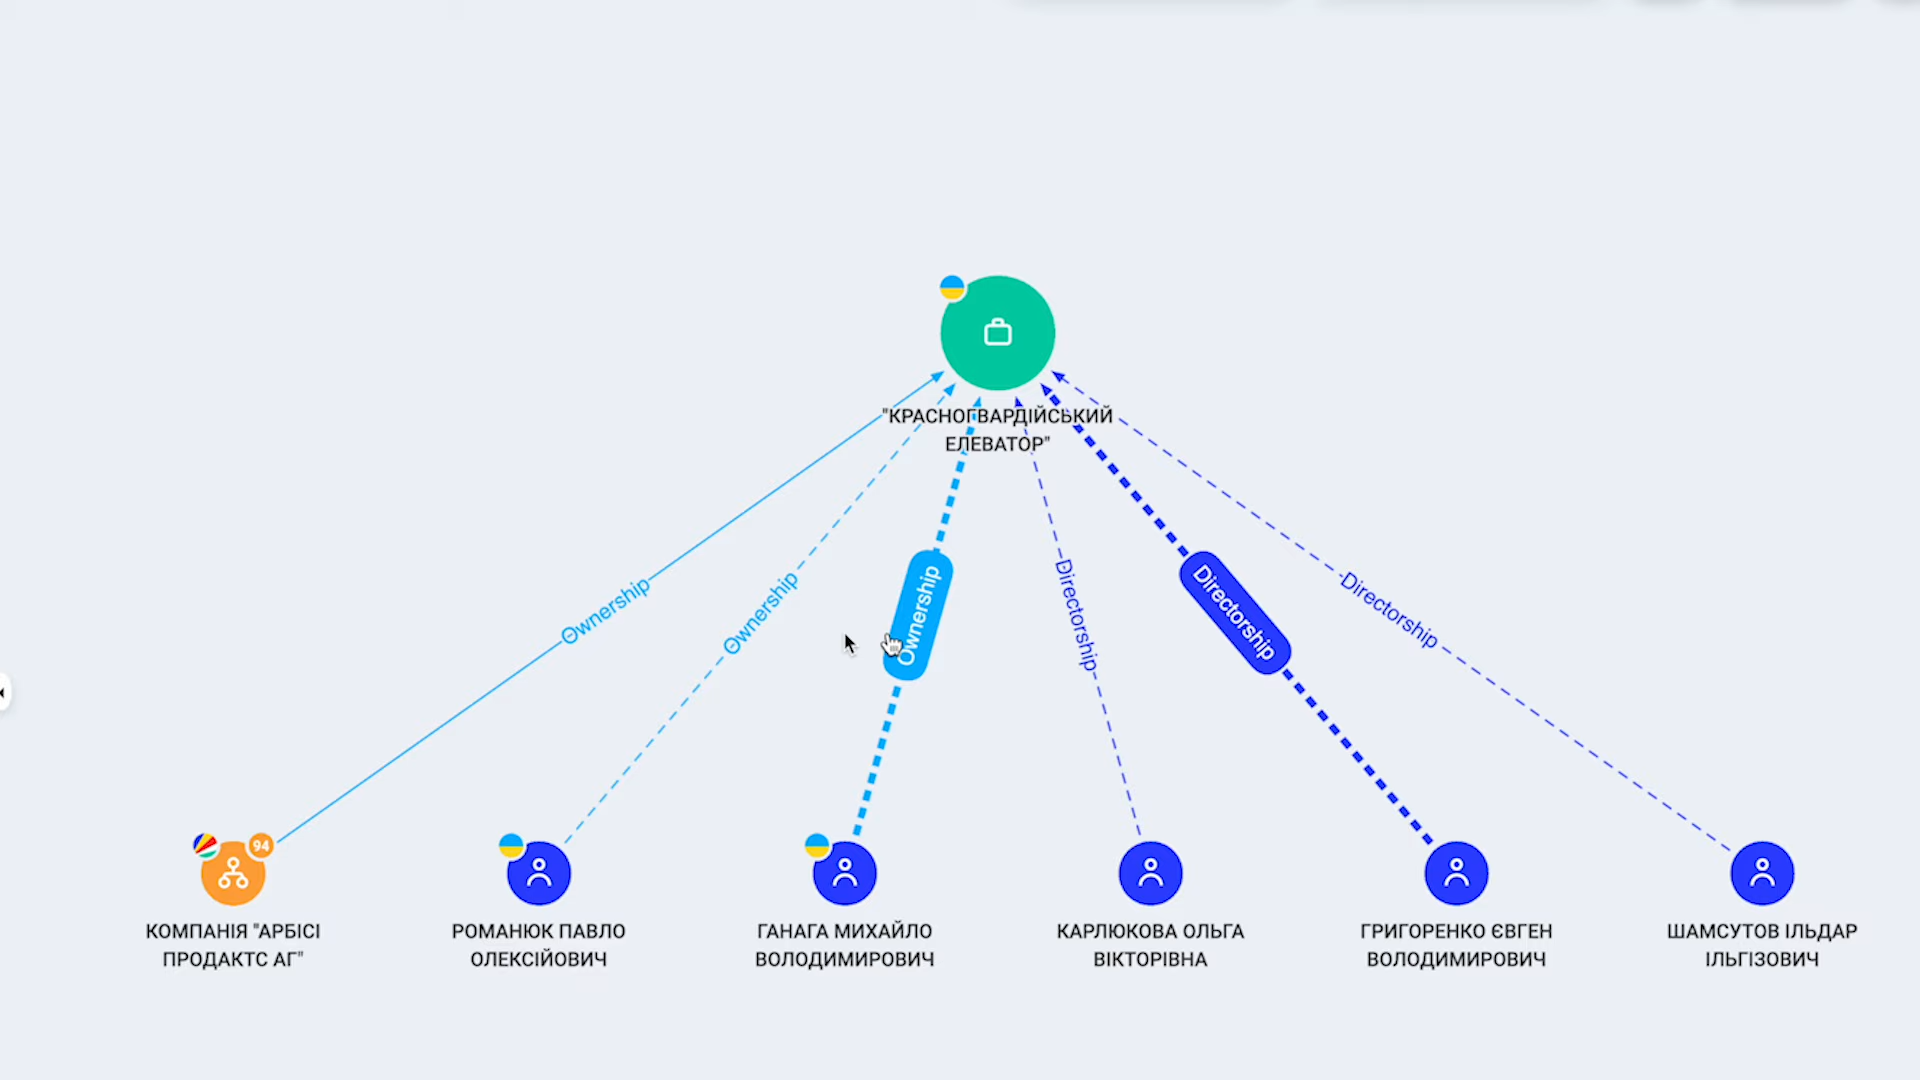 "КРАСНОГВАРДІЙСЬКИЙ
ЕЛЕВАТОР"
Ownership
Ownership
Ownership
Directorship
Directorship
Directorship
94
КОМПАНІЯ "АРБІСІ
ПРОДАКТС АГ"
РОМАНЮК ПАВЛО
ОЛЕКСІЙОВИЧ
ГАНАГА МИХАЙЛО
ВОЛОДИМИРОВИЧ
КАРЛЮКОВА ОЛЬГА
ВІКТОРІВНА
ГРИГОРЕНКО ЄВГЕН
ВОЛОДИМИРОВИЧ
ШАМСУТОВ ІЛЬДАР
ІЛЬГІЗОВИЧ